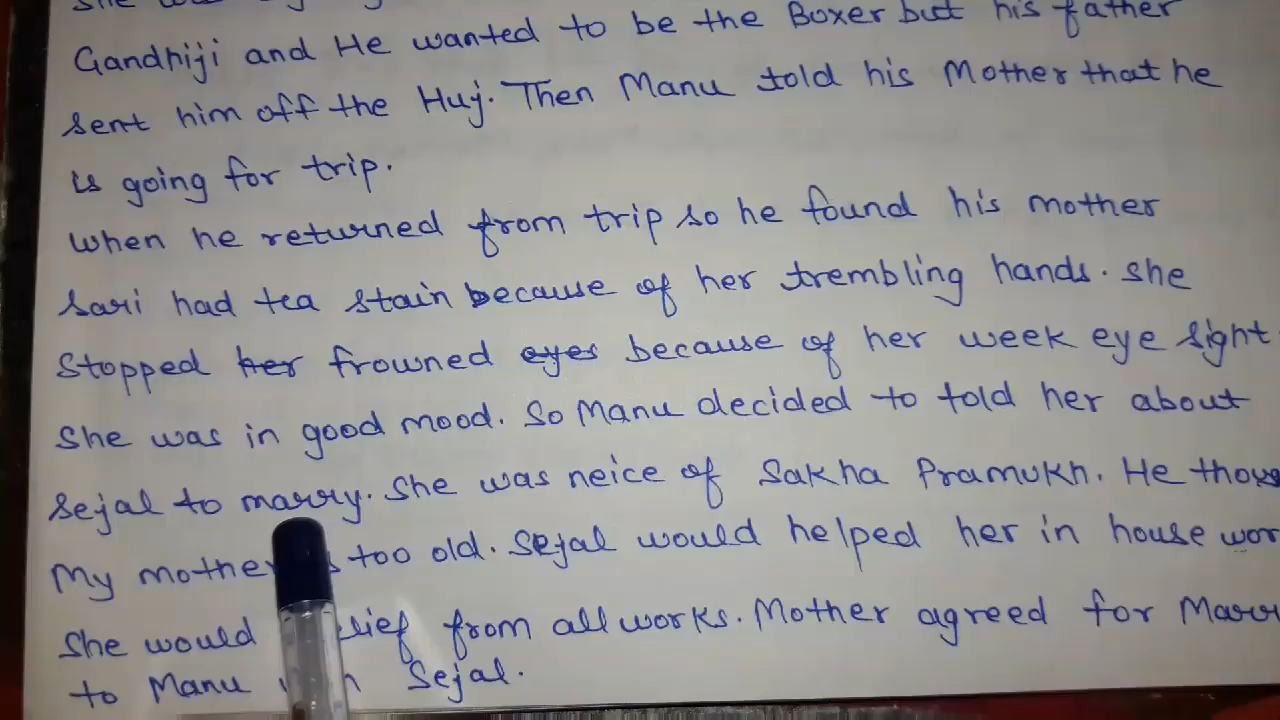 Gandhiji and He wanted to be the Boxer but his father
sent him off the Huj. Then Manu told his Mother that he
is going for trip.
When he returned from trip so he found his mother
sari had tea stain because of her trembling hands. she
stopped her frowned eyes because of her week eye sight
she was in good mood. So Manu decided to told her about
Sejal to marry. She was neice of Sakha Pramukh. He
My mother too old. Sejal would helped her in house
She would from all works. Mother agreed for
to Manu Sejal.